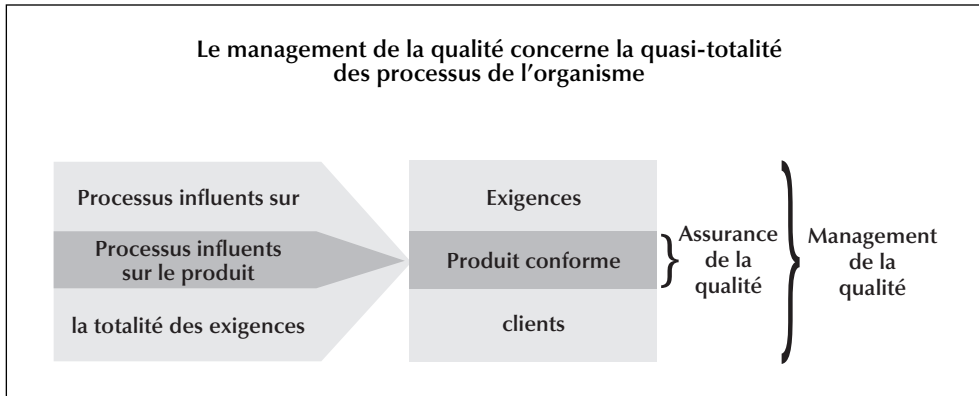 Le management de la qualité concerne la quasi-totalité
des processus de l'organisme
Processus influents sur
Processus influents
sur le produit
la totalité des exigences
Exigences
Produit conforme
clients
Assurance
de la
qualité
Management
de la
qualité